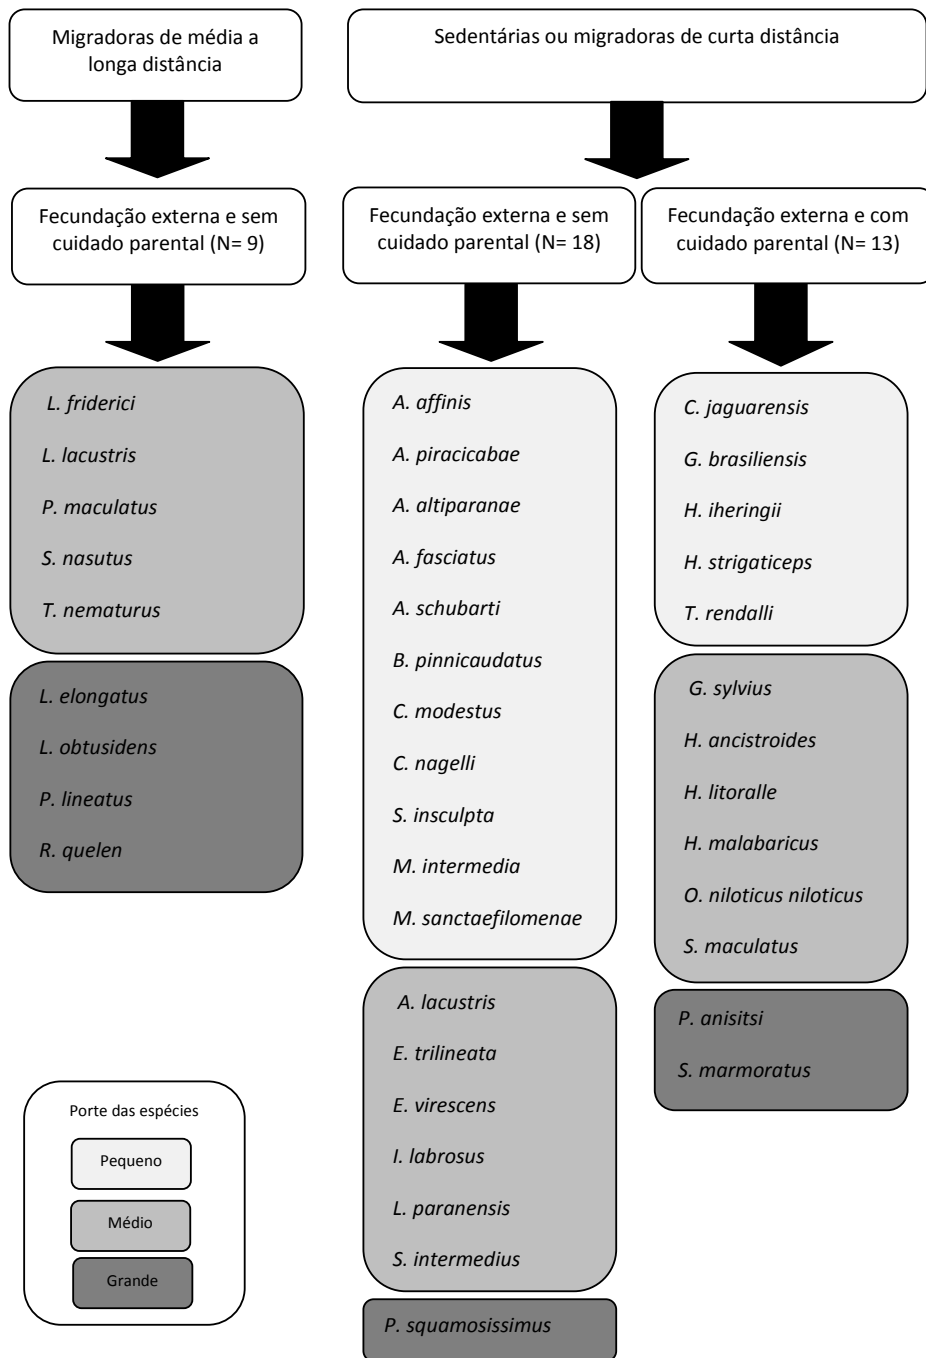 Migradoras de média a
longa distância
Sedentárias ou migradoras de curta distância
Fecundação externa e sem
cuidado parental (N= 9)
Fecundação externa e sem
cuidado parental (N= 18)
Fecundação externa e com
cuidado parental (N= 13)
L. friderici
L. lacustris
P. maculatus
S. nasutus
T. nematurus
L. elongatus
L. obtusidens
P. lineatus
R. quelen
A. affinis
A. piracicabae
A. altiparanae
A. fasciatus
A. schubarti
B. pinnicaudatus
C. modestus
C. nagelli
S. insculpta
M. intermedia
M. sanctaefilomenae
A. lacustris
E. trilineata
E. virescens
I. labrosus
L. paranensis
S. intermedius
P. squamosissimus
C. jaguarensis
G. brasiliensis
H. iheringii
H. strigaticeps
T. rendalli
G. sylvius
H. ancistroides
H. litoralle
H. malabaricus
O. niloticus niloticus
S. maculatus
P. anisitsi
S. marmoratus
Porte das espécies
Pequeno
Médio
Grande